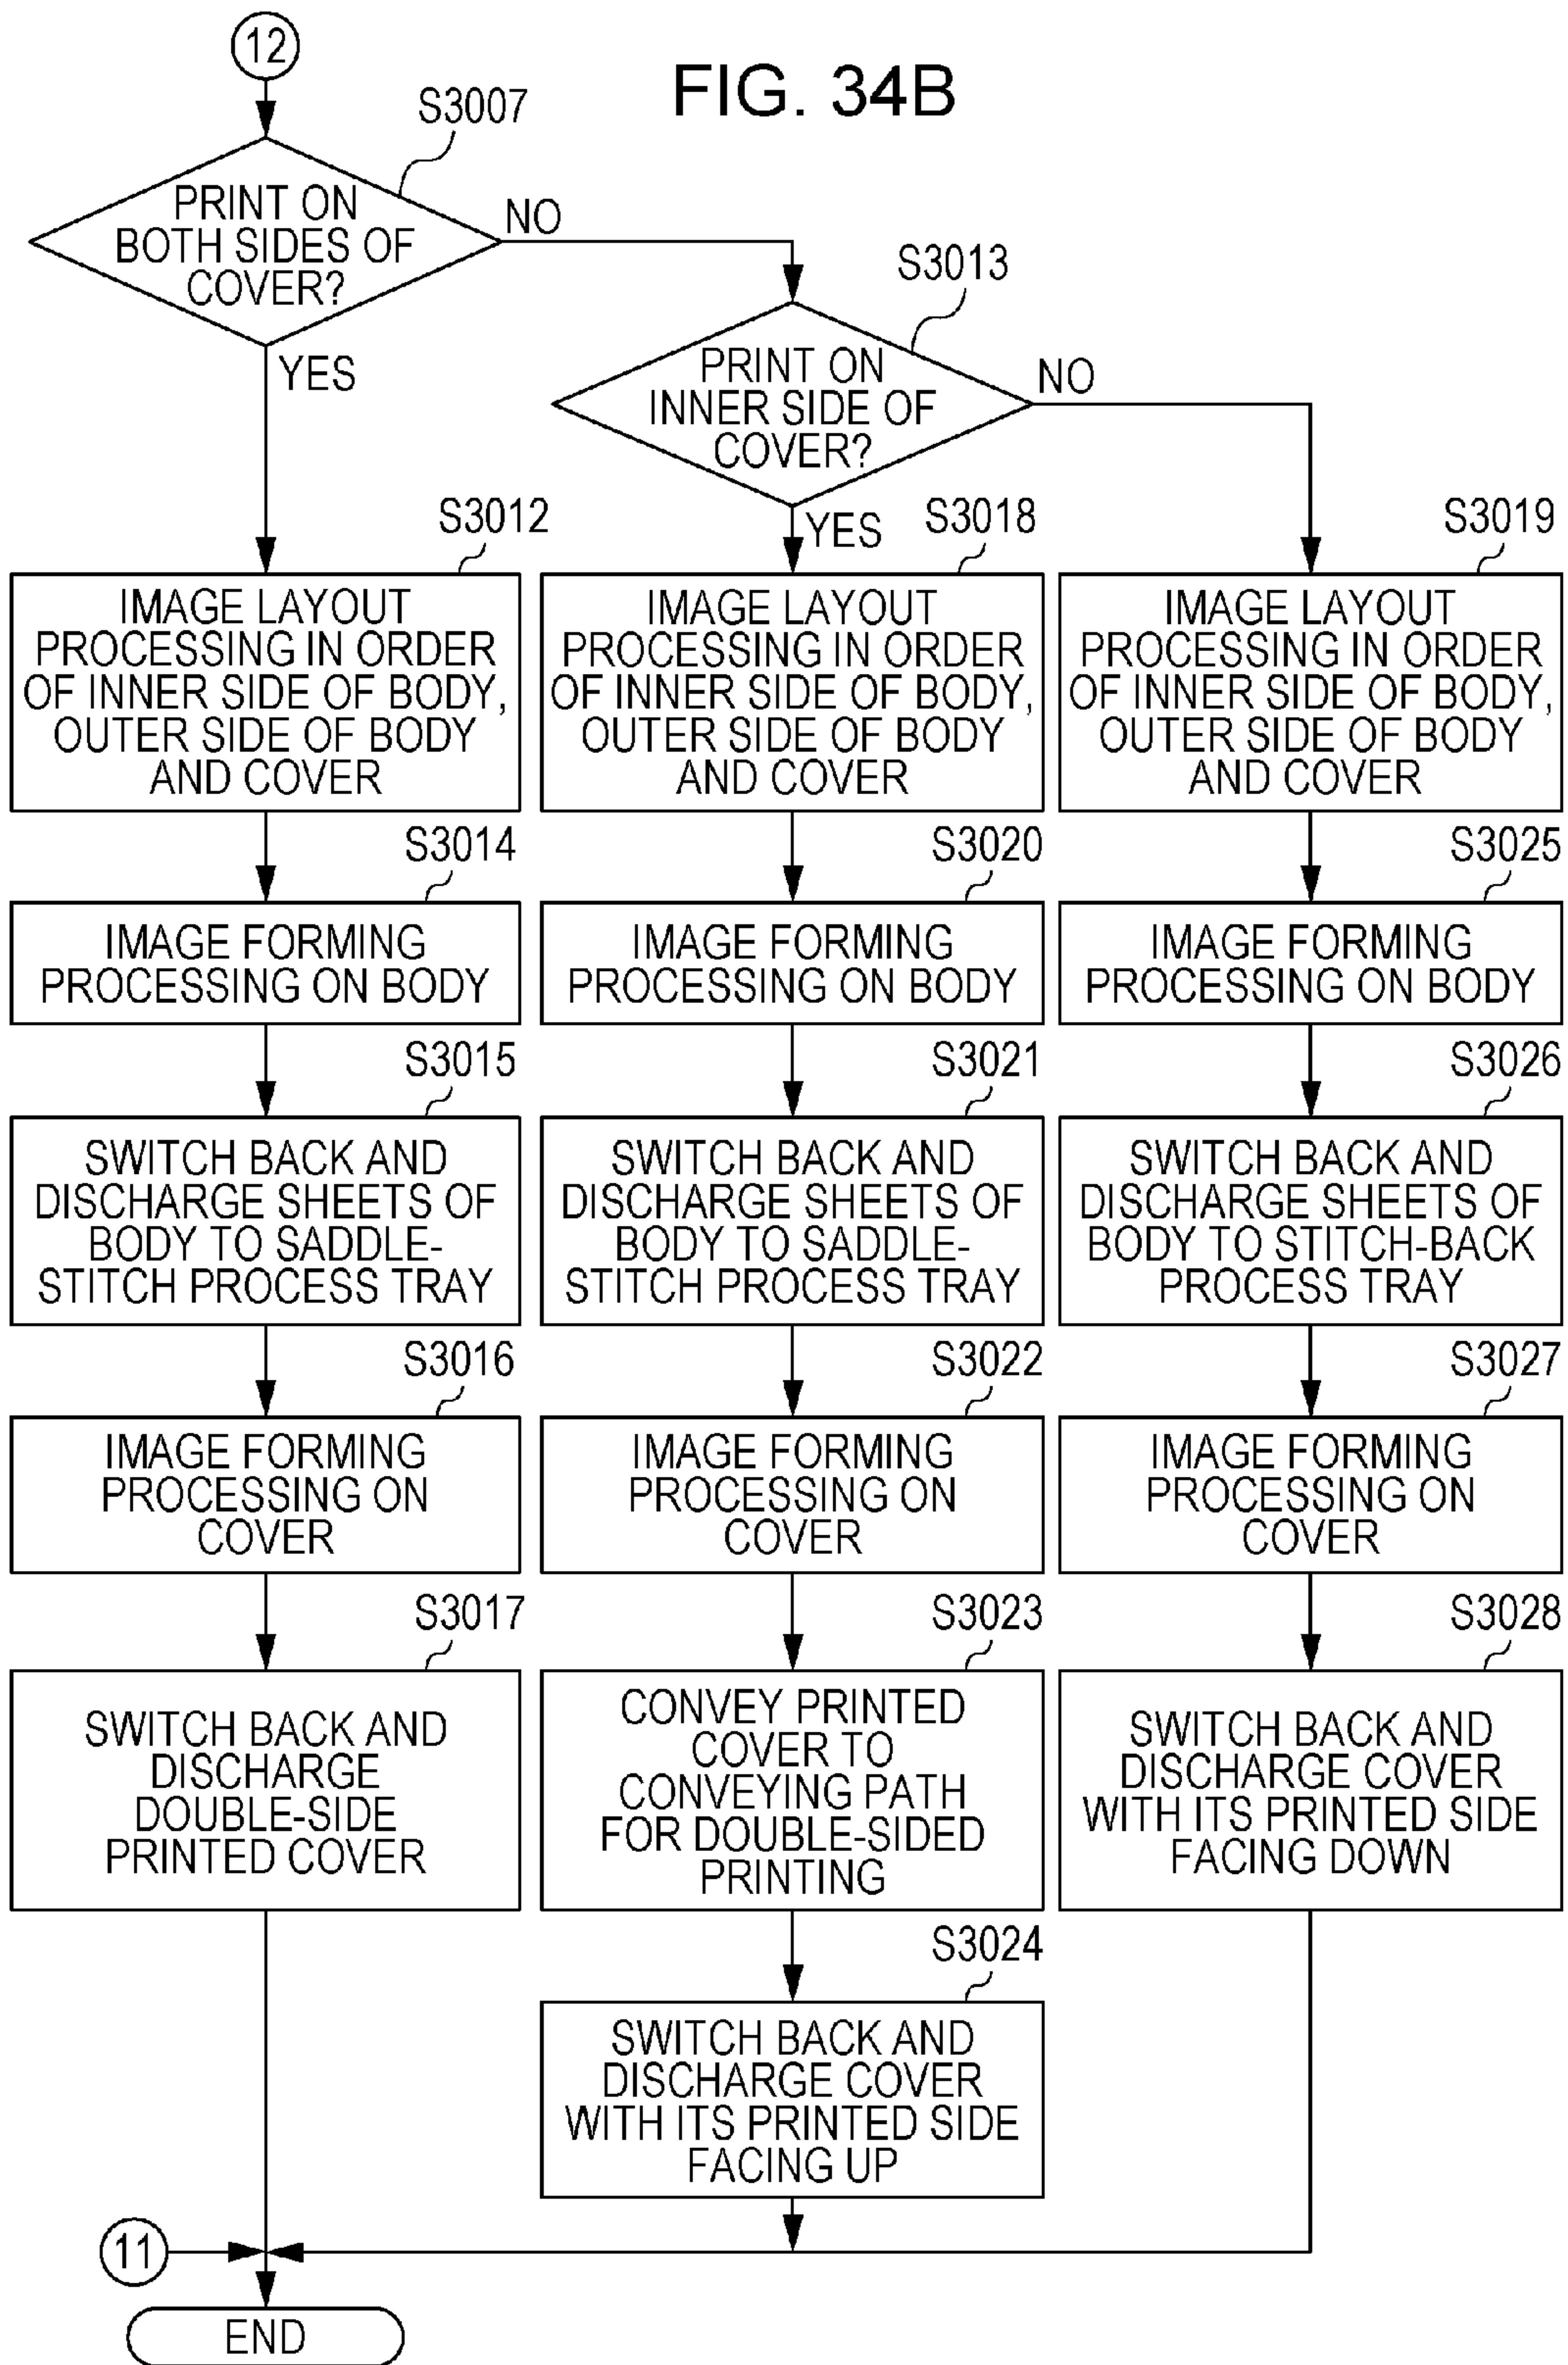 12
FIG. 34B
S3007
PRINT ON
BOTH SIDES OF
COVER?
NO
YES
S3013
PRINT ON
INNER SIDE OF
COVER?
NO
YES
S3012
IMAGE LAYOUT
PROCESSING IN ORDER
OF INNER SIDE OF BODY,
OUTER SIDE OF BODY
AND COVER
S3014
IMAGE FORMING
PROCESSING ON BODY
S3015
SWITCH BACK AND
DISCHARGE SHEETS OF
BODY TO SADDLE-
STITCH PROCESS TRAY
S3016
IMAGE FORMING
PROCESSING ON
COVER
S3017
SWITCH BACK AND
DISCHARGE
DOUBLE-SIDE
PRINTED COVER
S3018
IMAGE LAYOUT
PROCESSING IN ORDER
OF INNER SIDE OF BODY,
OUTER SIDE OF BODY
AND COVER
S3020
IMAGE FORMING
PROCESSING ON BODY
S3021
SWITCH BACK AND
DISCHARGE SHEETS OF
BODY TO SADDLE-
STITCH PROCESS TRAY
S3022
IMAGE FORMING
PROCESSING ON
COVER
S3023
CONVEY PRINTED
COVER TO
CONVEYING PATH
FOR DOUBLE-SIDED
PRINTING
S3024
SWITCH BACK AND
DISCHARGE COVER
WITH ITS PRINTED SIDE
FACING UP
S3019
IMAGE LAYOUT
PROCESSING IN ORDER
OF INNER SIDE OF BODY,
OUTER SIDE OF BODY
AND COVER
S3025
IMAGE FORMING
PROCESSING ON BODY
S3026
SWITCH BACK AND
DISCHARGE SHEETS OF
BODY TO STITCH-BACK
PROCESS TRAY
S3027
IMAGE FORMING
PROCESSING ON
COVER
S3028
SWITCH BACK AND
DISCHARGE COVER
WITH ITS PRINTED SIDE
FACING DOWN
11
END